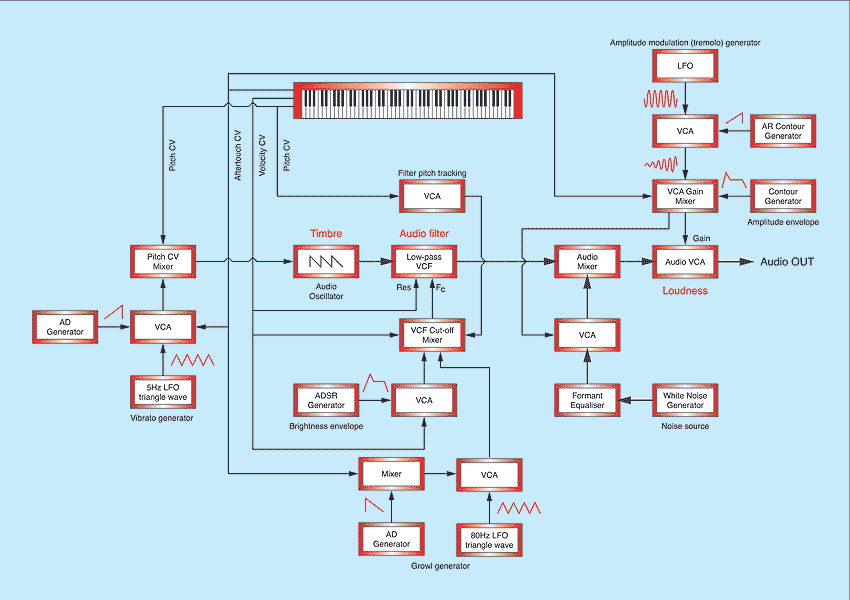 Amplitude modulation (tremolo) generator
LFO
VCA
AR Contour
Generator
Pitch CV
Aftertouch CV
Velocity CV
Pitch CV
Filter pitch tracking
VCA
VCA Gain
Mixer
Contour
Generator
Amplitude envelope
Gain
Timbre
Audio filter
Pitch CV
Mixer
Audio
Oscillator
Low-pass
VCF
Res
Fc
Audio
Mixer
Audio VCA
Audio OUT
Loudness
AD
Generator
VCA
VCF Cut-off
Mixer
VCA
5Hz LFO
triangle wave
Vibrato generator
ADSR
Generator
Brightness envelope
VCA
Formant
Equaliser
White Noise
Generator
Noise source
Mixer
VCA
AD
Generator
80Hz LFO
triangle wave
Growl generator